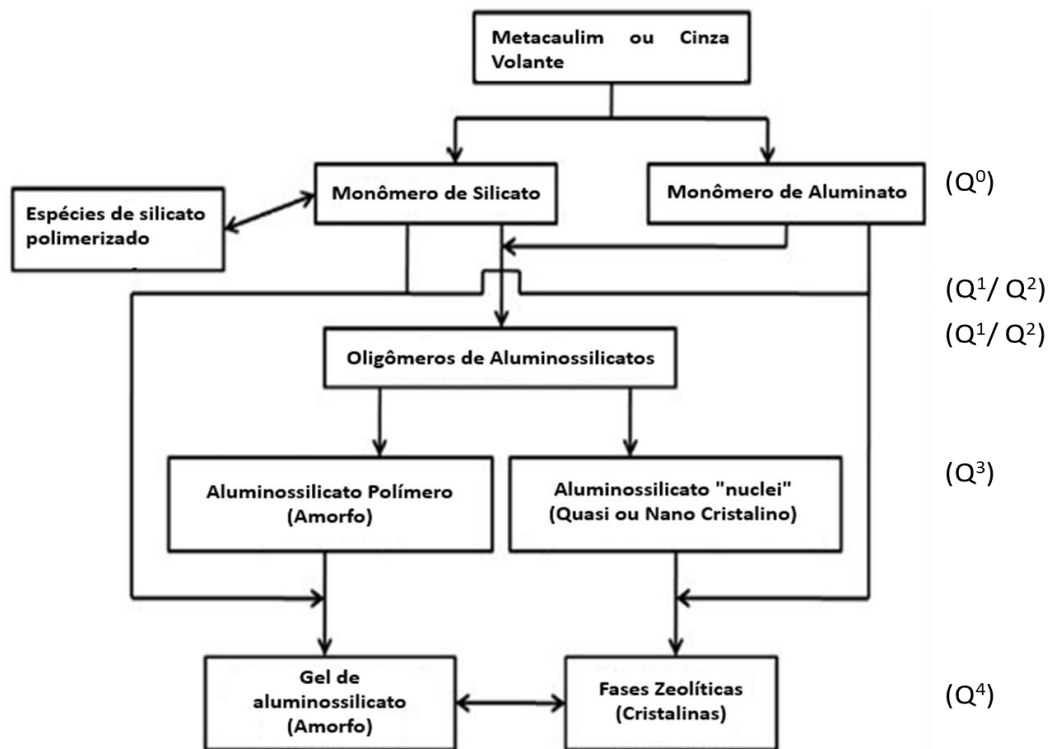 Metacaulim ou Cinza
Volante
Monômero de Silicato
Monômero de Aluminato
(Q⁰)
Espécies de silicato
polimerizado
(Q¹/ Q²)
(Q¹/ Q²)
Oligômeros de Aluminossilicatos
Aluminossilicato Polímero
(Amorfo)
Aluminossilicato "nuclei"
(Quasi ou Nano Cristalino)
(Q³)
Gel de
aluminossilicato
(Amorfo)
Fases Zeolíticas
(Cristalinas)
(Q⁴)